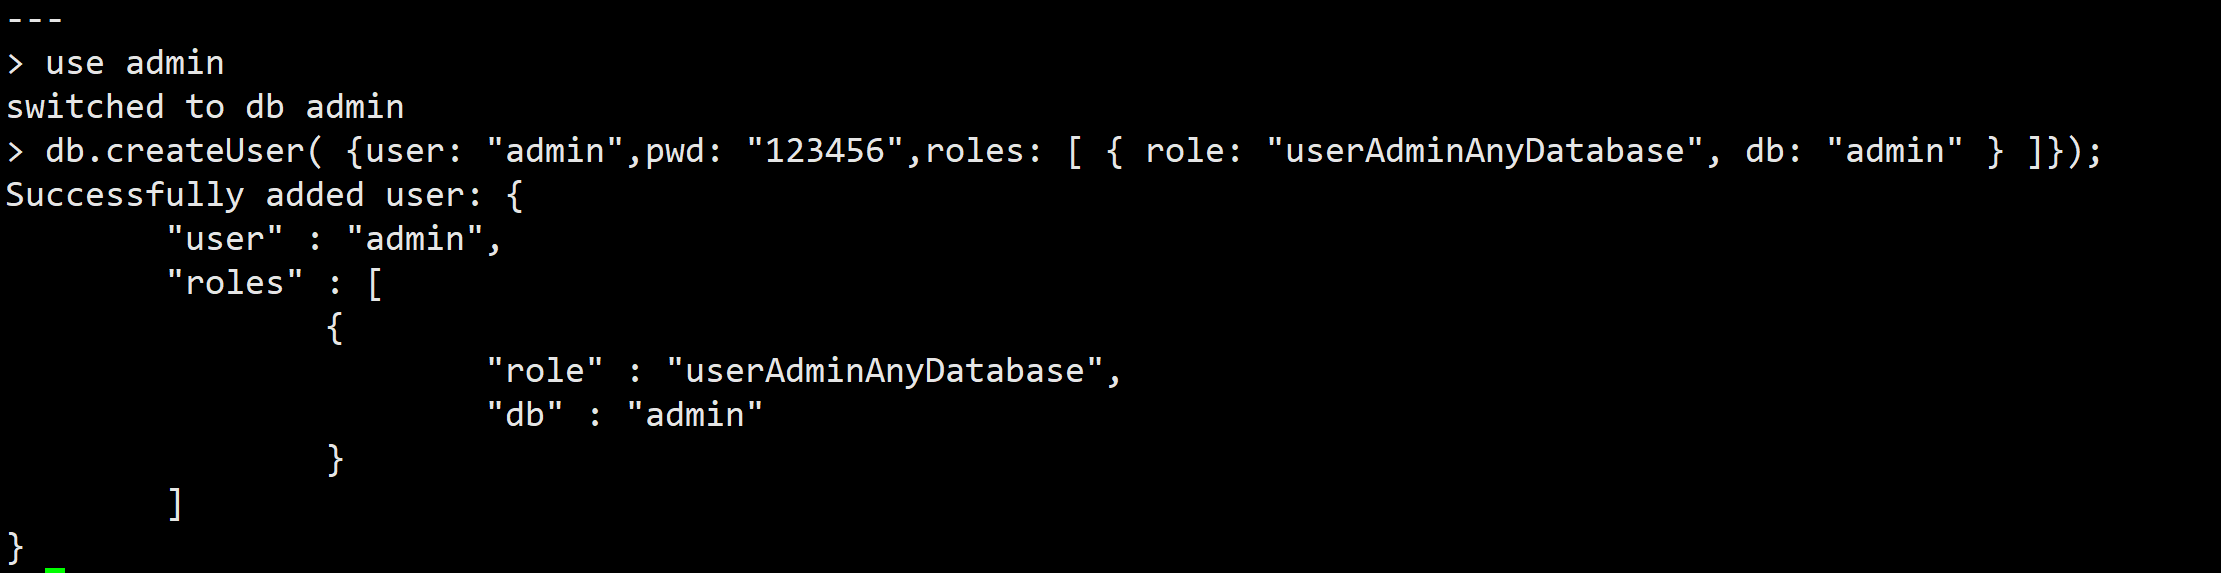 ---
> use admin
switched to db admin
> db.createUser( {user: "admin",pwd: "123456",roles: [ { role: "userAdminAnyDatabase", db: "admin" } ]});
Successfully added user: {
        "user" : "admin",
        "roles" : [
                {
                        "role" : "userAdminAnyDatabase",
                        "db" : "admin"
                }
        ]
}